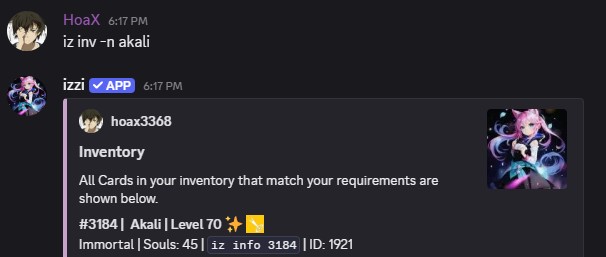 HoaX 6:17 PM
iz inv -n akali
izzi ✓ APP 6:17 PM
hoax3368
Inventory
All Cards in your inventory that match your requirements are
shown below.
#3184 | Akali | Level 70 ✨
Immortal | Souls: 45 | iz info 3184 | ID: 1921